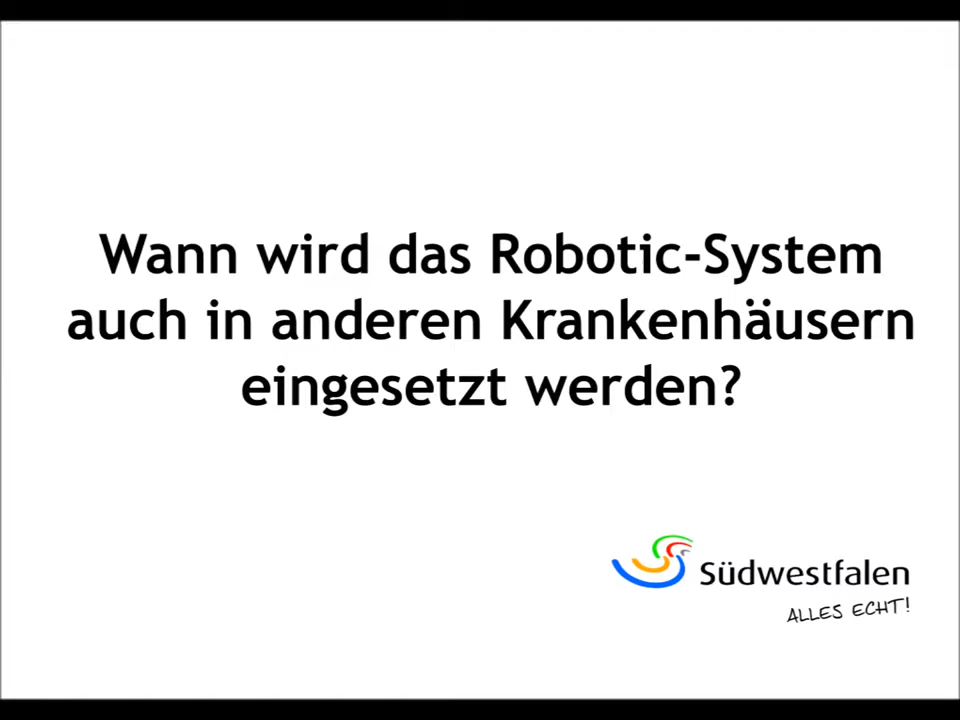 Wann wird das Robotic-System
auch in anderen Krankenhäusern
eingesetzt werden?
Südwestfalen
ALLES ECHT!